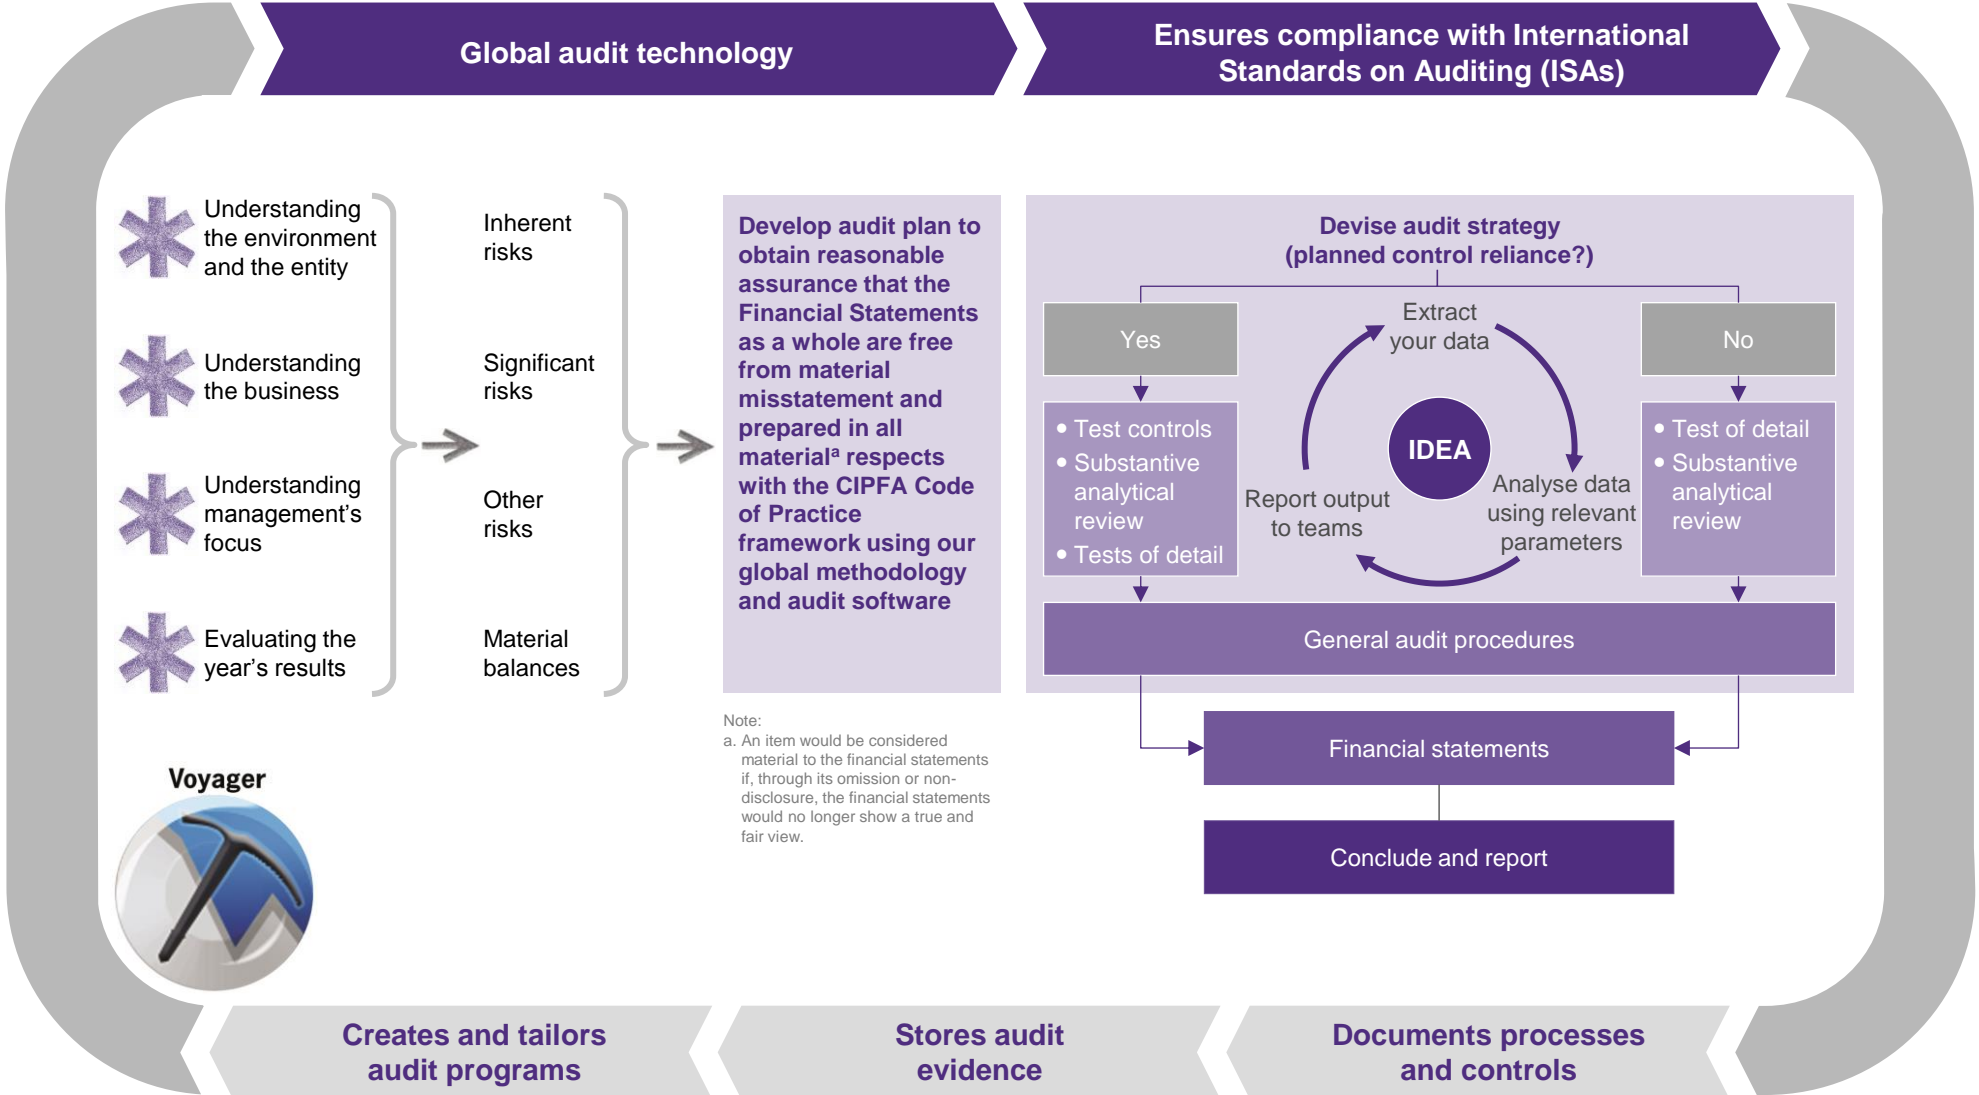 Global audit technology
Ensures compliance with International
Standards on Auditing (ISAs)
Understanding
the environment
and the entity
Understanding
the business
Understanding
management’s
focus
Evaluating the
year’s results
Inherent
risks
Significant
risks
Other
risks
Material
balances
Develop audit plan to
obtain reasonable
assurance that the
Financial Statements
as a whole are free
from material
misstatement and
prepared in all
materialᵃ respects
with the CIPFA Code
of Practice
framework using our
global methodology
and audit software
Note:
a. An item would be considered
material to the financial statements
if, through its omission or non-
disclosure, the financial statements
would no longer show a true and
fair view.
Devise audit strategy
(planned control reliance?)
Yes
• Test controls
• Substantive
analytical
review
• Tests of detail
Extract
your data
IDEA
Analyse data
using relevant
parameters
Report output
to teams
No
• Test of detail
• Substantive
analytical
review
General audit procedures
Financial statements
Conclude and report
Voyager
Creates and tailors
audit programs
Stores audit
evidence
Documents processes
and controls